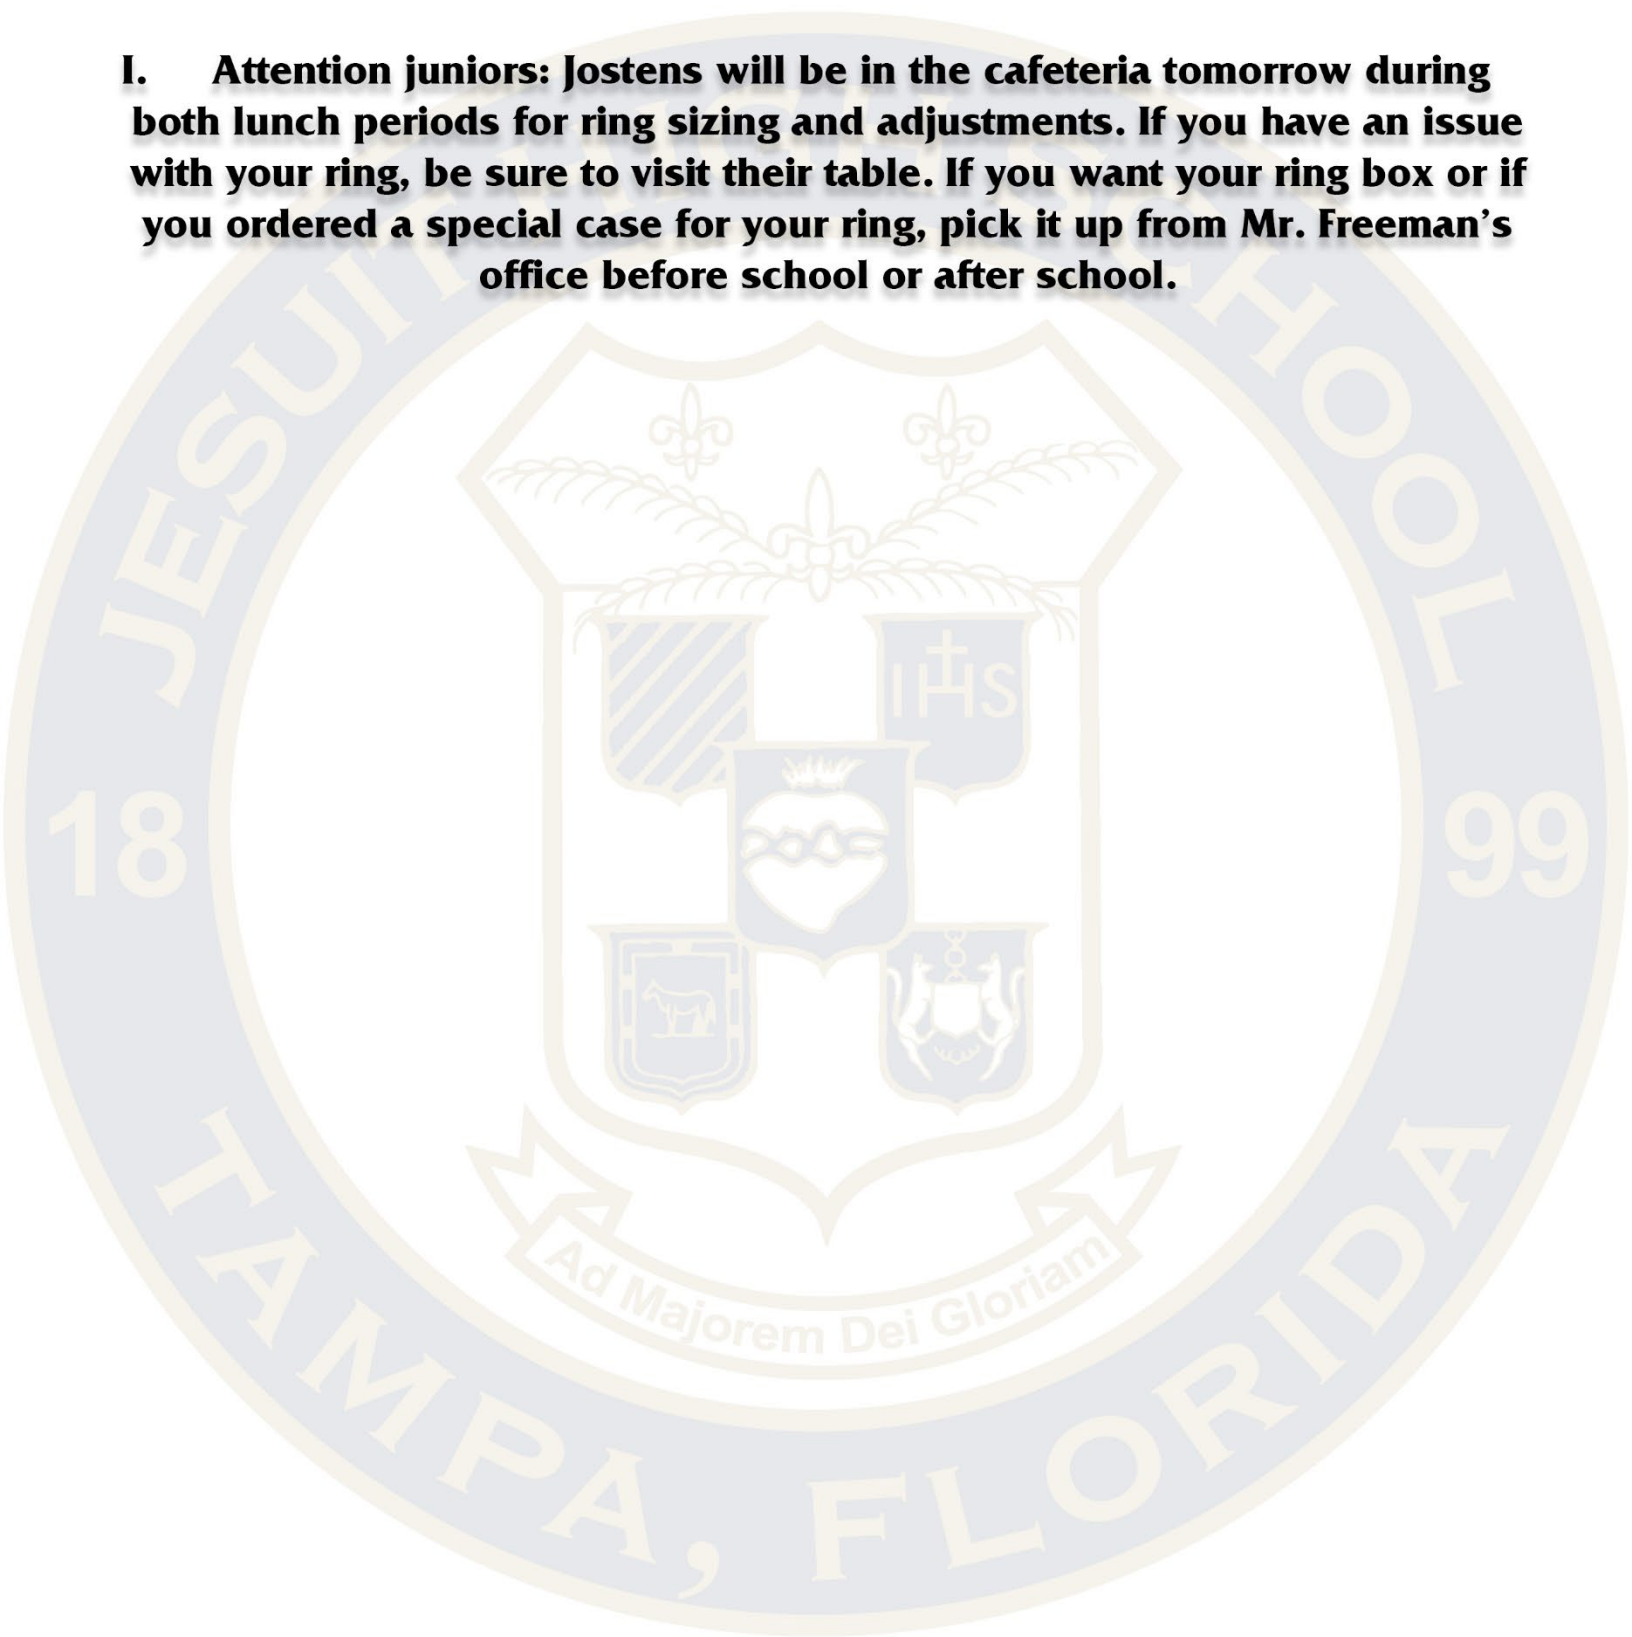 I. Attention juniors: Jostens will be in the cafeteria tomorrow during
both lunch periods for ring sizing and adjustments. If you have an issue
with your ring, be sure to visit their table. If you want your ring box or if
you ordered a special case for your ring, pick it up from Mr. Freeman’s
office before school or after school.
JESUIT HIGH SCHOOL
IHS
18
99
Ad Majorem Dei Gloriam
TAMPA, FLORIDA